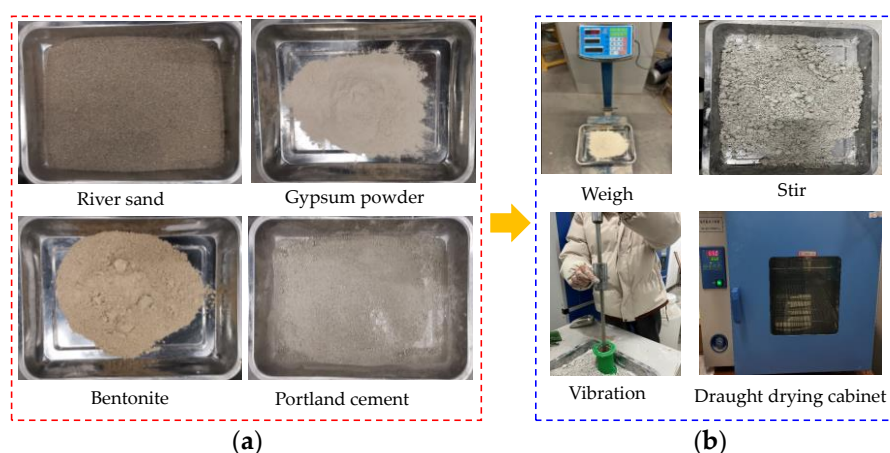 River sand
Gypsum powder
Bentonite
Portland cement
(a)
Weigh
Stir
Vibration
Draught drying cabinet
(b)